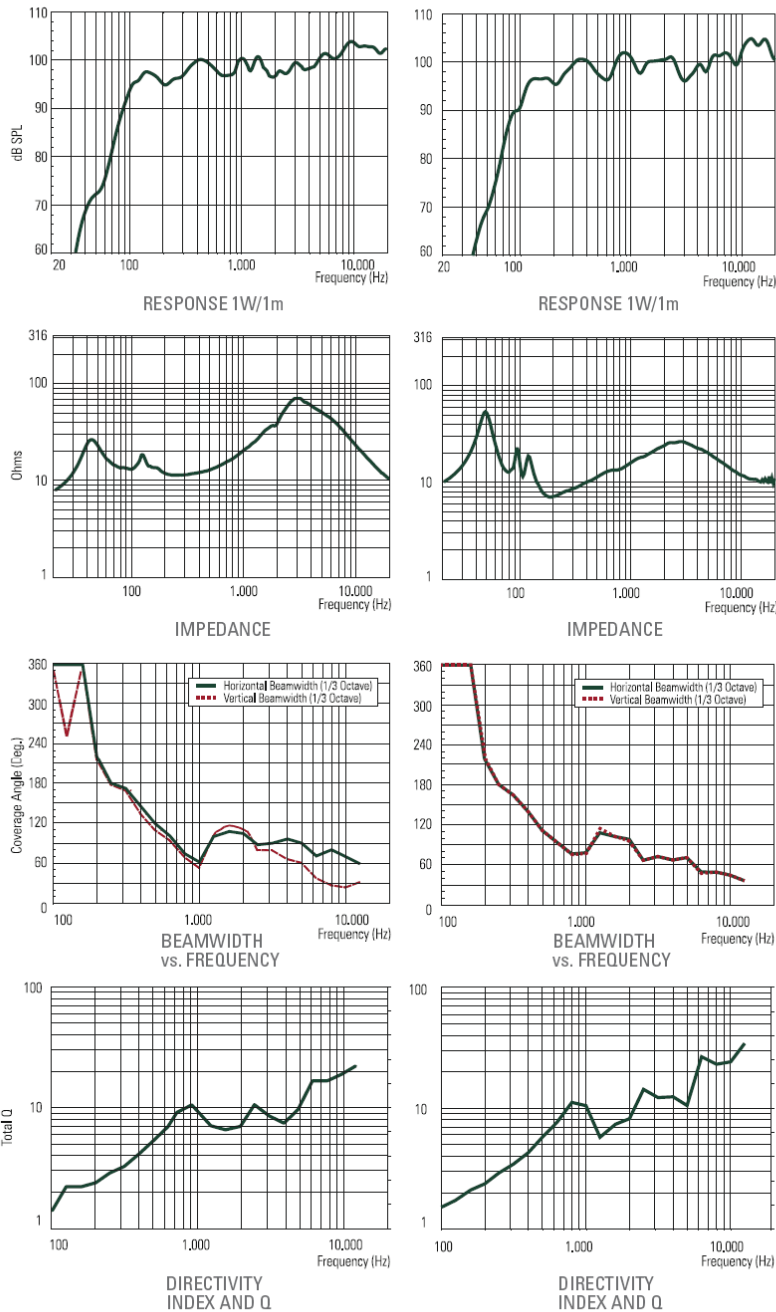 110
100
90
80
70
60
dB SPL
20
100
1.000
10.000
Frequency (Hz)
RESPONSE 1W/1m
110
100
90
80
70
60
20
100
1.000
10.000
Frequency (Hz)
RESPONSE 1W/1m
316
100
10
1
Ohms
100
1.000
10.000
Frequency (Hz)
IMPEDANCE
316
100
10
1
100
1.000
10.000
Frequency (Hz)
IMPEDANCE
360
300
240
180
120
60
0
Coverage Angle (Deg.)
Horizontal Beamwidth (1/3 Octave)
Vertical Beamwidth (1/3 Octave)
100
1.000
10.000
Frequency (Hz)
BEAMWIDTH
vs. FREQUENCY
360
300
240
180
120
60
0
Horizontal Beamwidth (1/3 Octave)
Vertical Beamwidth (1/3 Octave)
100
1.000
10.000
Frequency (Hz)
BEAMWIDTH
vs. FREQUENCY
100
10
1
Total Q
100
1.000
10.000
Frequency (Hz)
DIRECTIVITY
INDEX AND Q
100
10
1
100
1.000
10.000
Frequency (Hz)
DIRECTIVITY
INDEX AND Q